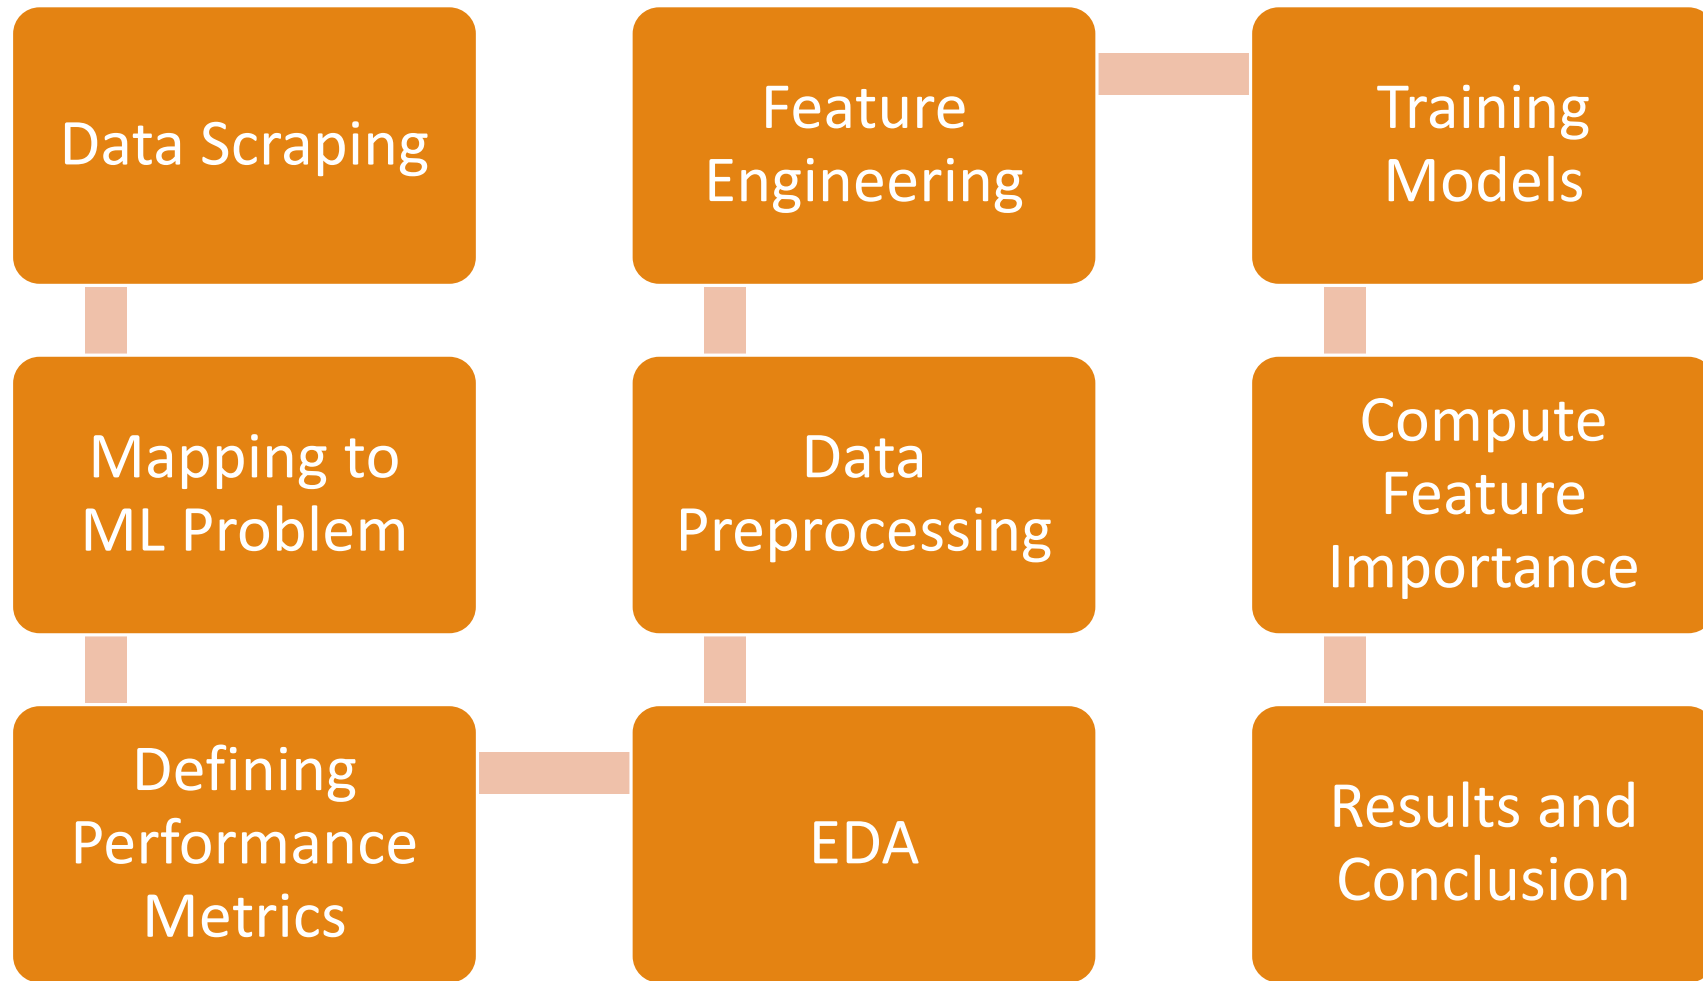 Data Scraping
Mapping to
ML Problem
Defining
Performance
Metrics
EDA
Data
Preprocessing
Feature
Engineering
Training
Models
Compute
Feature
Importance
Results and
Conclusion